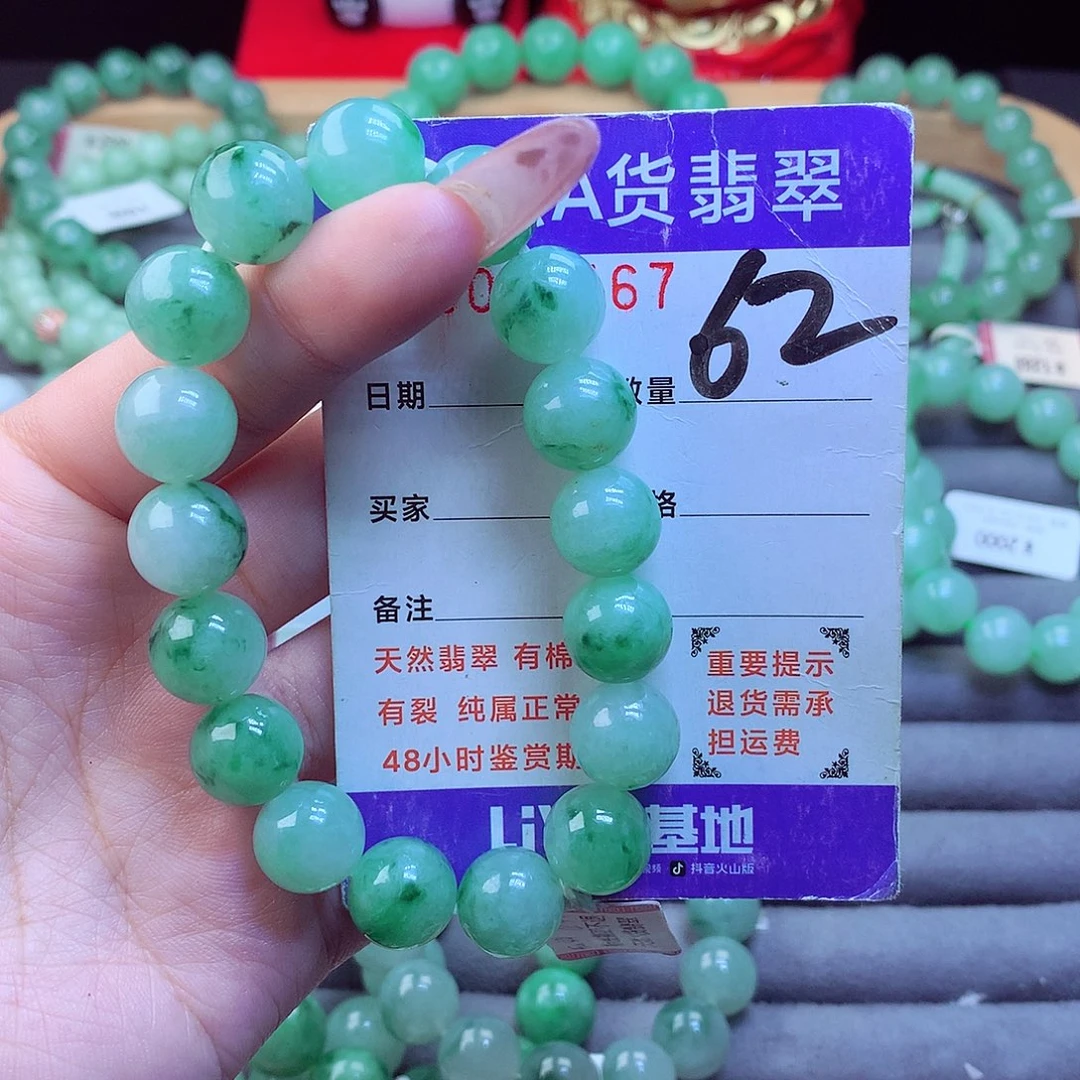 A货翡翠
67
62
日期
数量
买家
格
备注
天然翡翠 有棉
有裂 纯属正常
48小时鉴赏期
重要提示
退货需承
担运费
基地
抖音火山版
¥ 2000